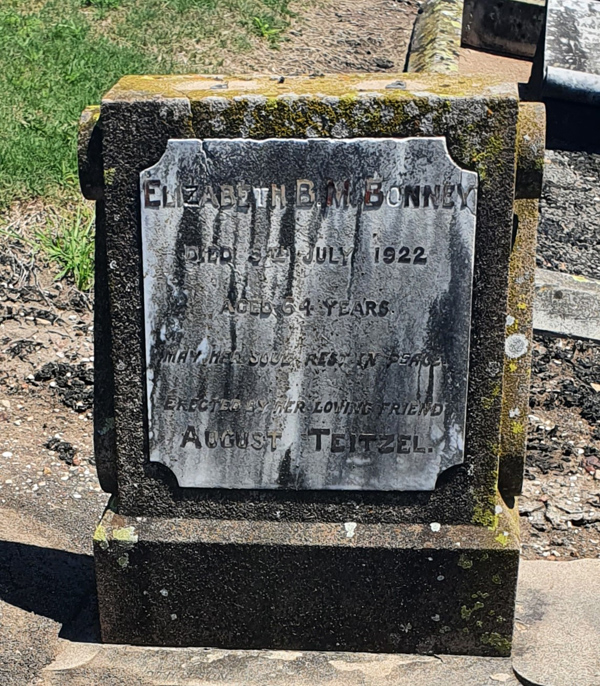 ELIZABETH B. M. BONNEY
DIED 3RD JULY 1922
AGED 64 YEARS.
MAY HER SOUL REST IN PEACE.
ERECTED BY HER LOVING FRIEND
AUGUST TEITZEL.